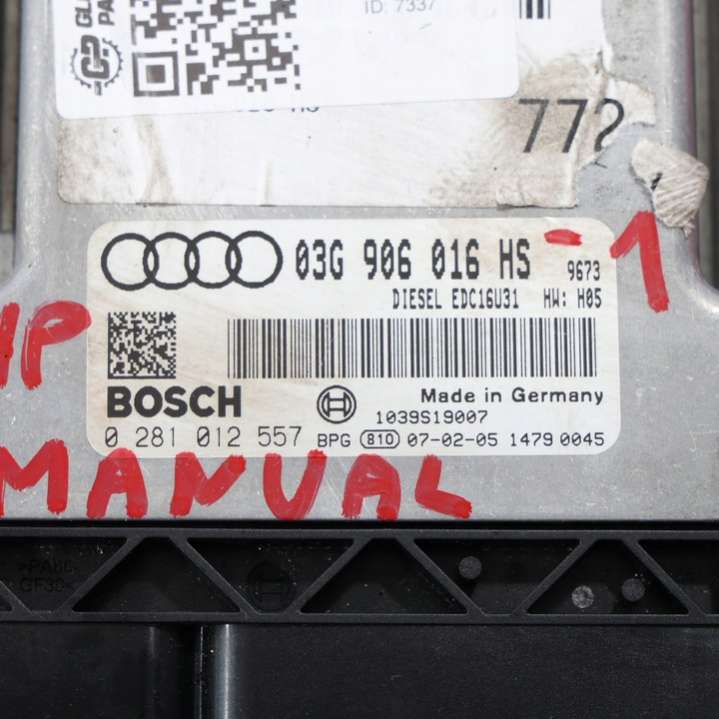 ID: 7337
772
03G 906 016 HS 9673
- 1
DIESEL EDC16U31 HW: H05
BOSCH Made in Germany
1039S19007
0 281 012 557 BPG 810 07-02-05 1479 0045
MANUAL